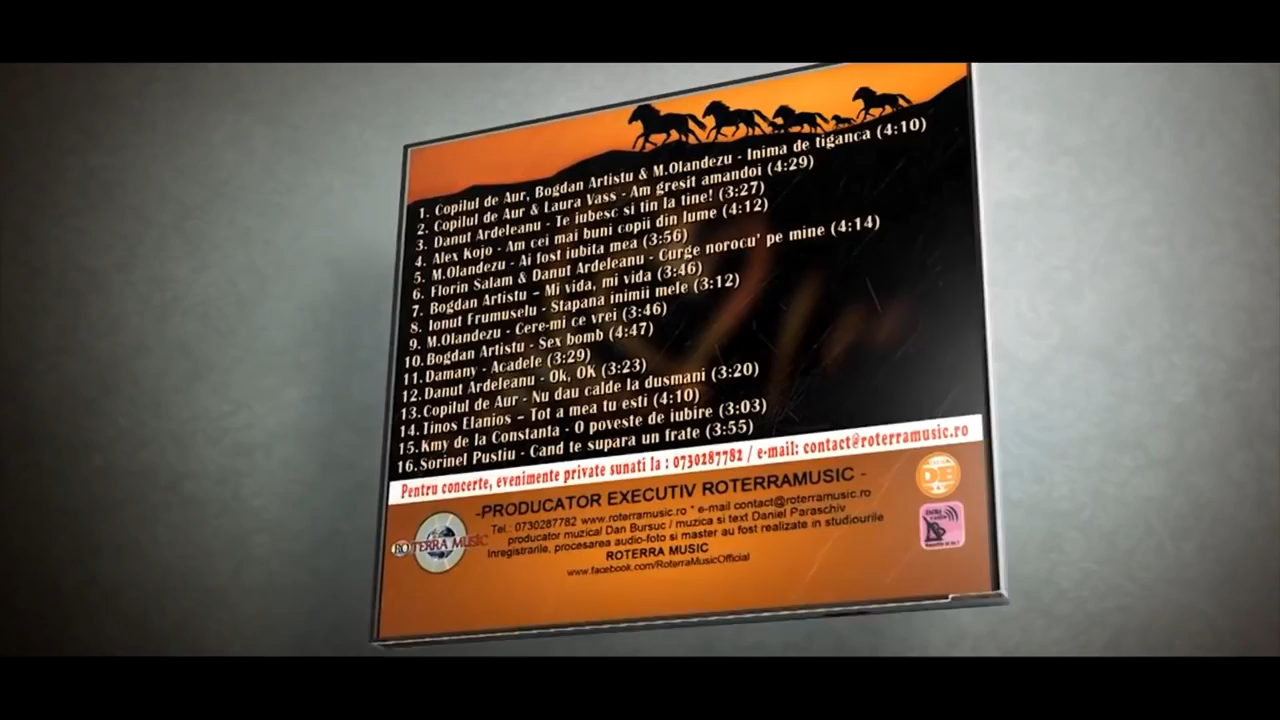 1. Copilul de Aur, Bogdan Artistu & M.Olandezu - Inima de tiganca (4:10)
2. Copilul de Aur & Laura Vass - Am gresit amandoi (4:29)
3. Danut Ardeleanu - Te iubesc si tin la tine! (3:27)
4. Alex Kojo - Am cei mai buni copii din lume (4:12)
5. M.Olandezu - Ai fost iubita mea (3:56)
6. Florin Salam & Danut Ardeleanu - Curge norocu' pe mine (4:14)
7. Bogdan Artistu – Mi vida, mi vida (3:46)
8. Ionut Frumuselu - Stapana inimii mele (3:12)
9. M.Olandezu - Cere-mi ce vrei (3:46)
10. Bogdan Artistu - Sex bomb (4:47)
11. Damany - Acadele (3:29)
12. Danut Ardeleanu - Ok, OK (3:23)
13. Copilul de Aur - Nu dau calde la dusmani (3:20)
14. Tinos Elanios – Tot a mea tu esti (4:10)
15. Kmy de la Constanta - O poveste de iubire (3:03)
16. Sorinel Pustiu - Cand te supara un frate (3:55)
Pentru concerte, evenimente private sunati la : 0730287782 / e-mail: contact@roterramusic.ro
-PRODUCATOR EXECUTIV ROTERRAMUSIC -
Tel.: 0730287782 www.roterramusic.ro * e-mail contact@roterramusic.ro
producator muzical Dan Bursuc / muzica si text Daniel Paraschiv
Inregistrarile, procesarea audio-foto si master au fost realizate in studiourile
ROTERRA MUSIC
www.facebook.com/RoterraMusicOfficial
ROTERRA MUSIC
DB